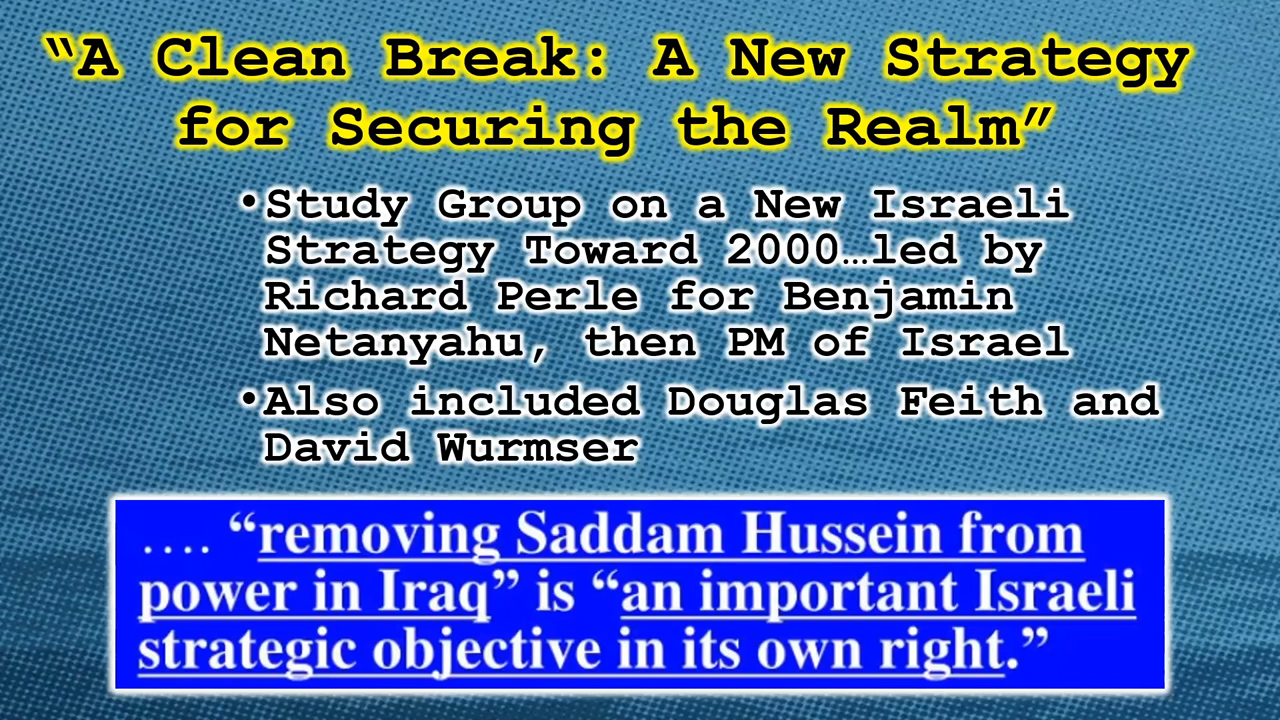 “A Clean Break: A New Strategy
for Securing the Realm”
•Study Group on a New Israeli
Strategy Toward 2000…led by
Richard Perle for Benjamin
Netanyahu, then PM of Israel
•Also included Douglas Feith and
David Wurmser
.... “removing Saddam Hussein from
power in Iraq” is “an important Israeli
strategic objective in its own right.”